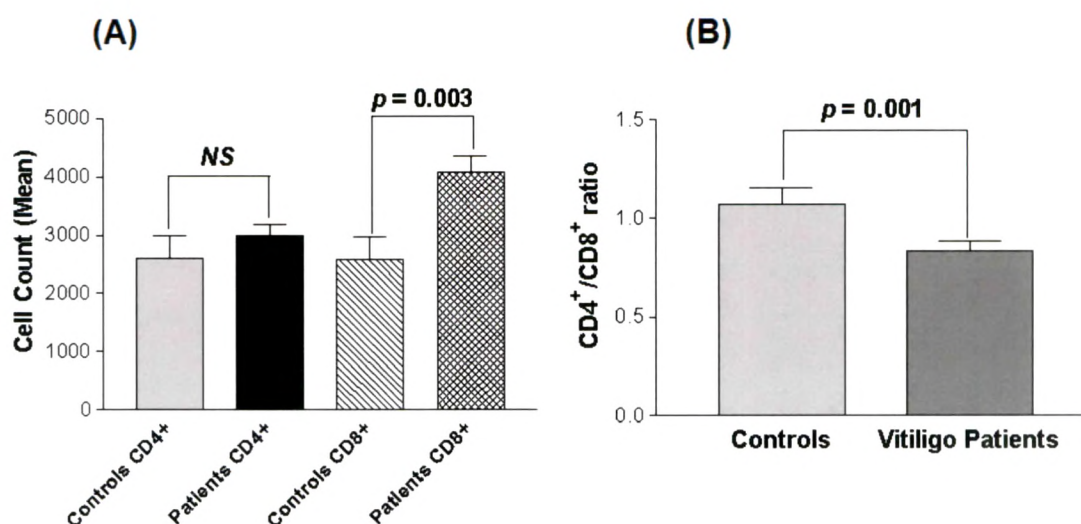 (A)
Cell Count (Mean)
5000
4000
3000
2000
1000
0
NS
p = 0.003
Controls CD4+
Patients CD4+
Controls CD8+
Patients CD8+
(B)
CD4+/CD8+ ratio
1.5
1.0
0.5
0.0
p = 0.001
Controls
Vitiligo Patients